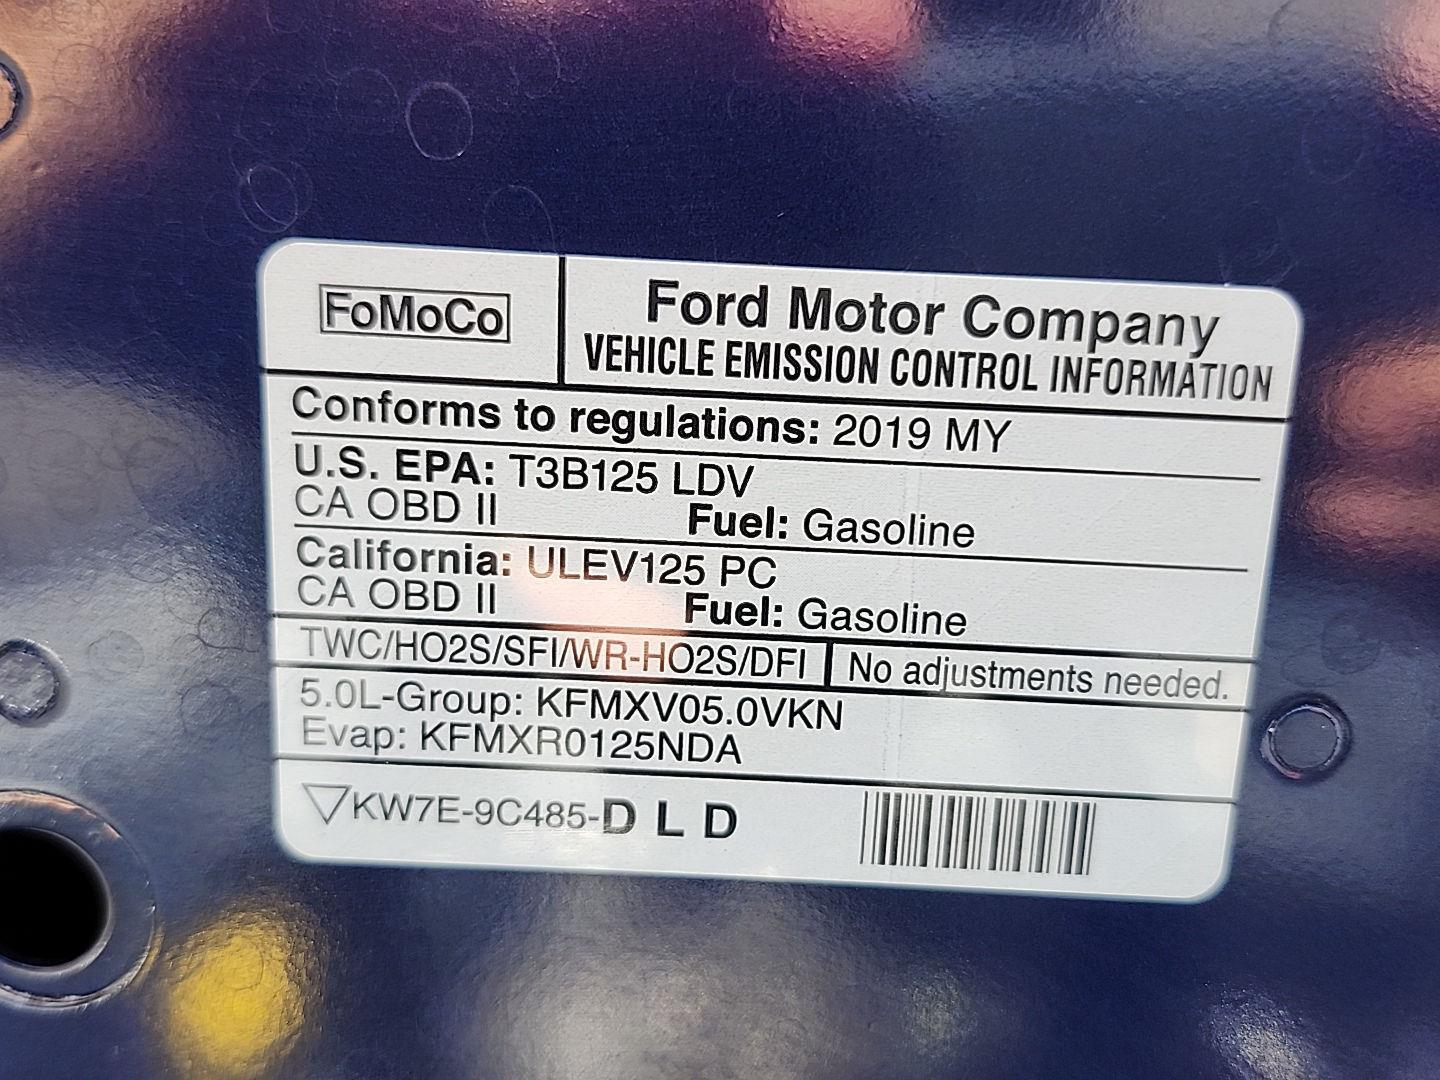 FoMoCo
Ford Motor Company
VEHICLE EMISSION CONTROL INFORMATION
Conforms to regulations: 2019 MY
U.S. EPA: T3B125 LDV
CA OBD II Fuel: Gasoline
California: ULEV125 PC
CA OBD II Fuel: Gasoline
TWC/HO2S/SFI/WR-HO2S/DFI No adjustments needed.
5.0L-Group: KFMXV05.0VKN
Evap: KFMXR0125NDA
KW7E-9C485-D L D